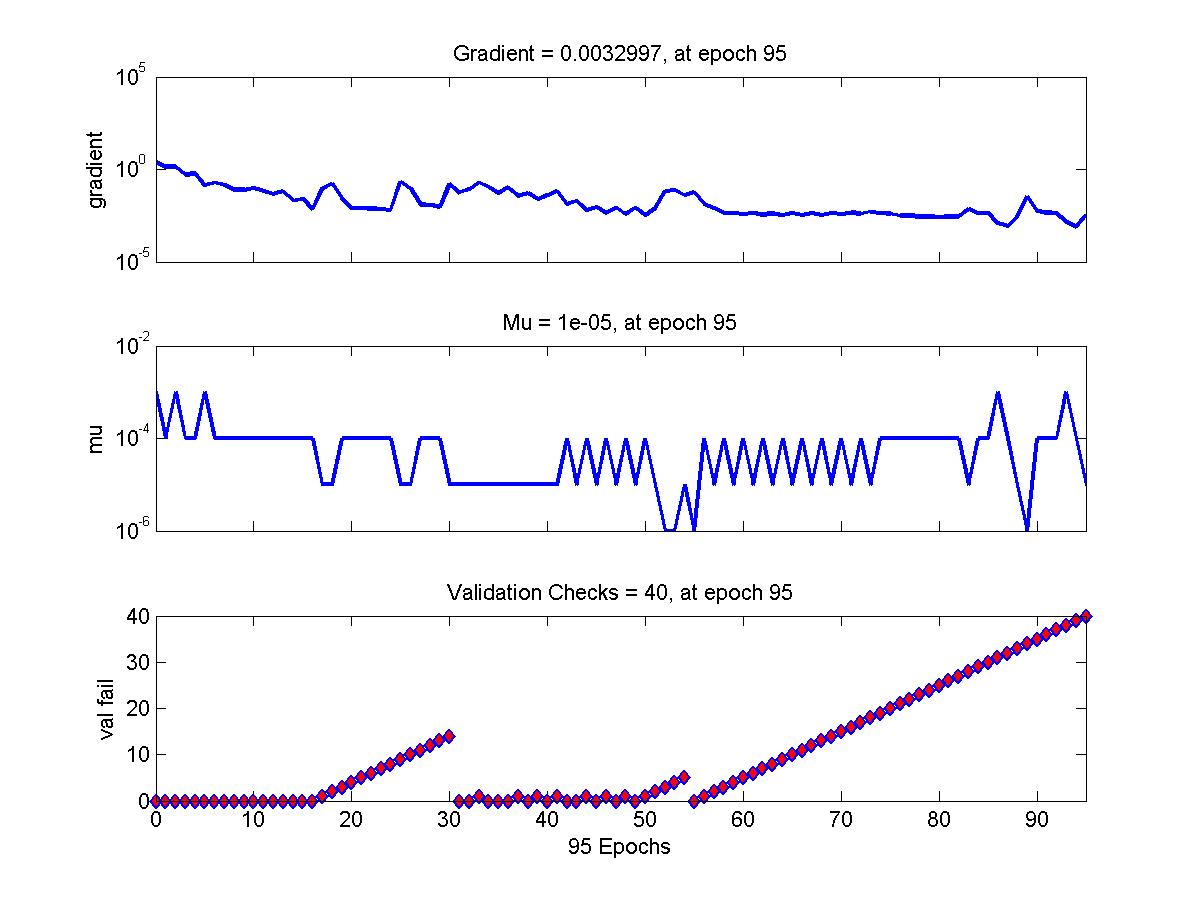 Gradient = 0.0032997, at epoch 95
10^5
10^0
10^-5
gradient
Mu = 1e-05, at epoch 95
10^-2
10^-4
10^-6
mu
Validation Checks = 40, at epoch 95
40
30
20
10
0
val fail
0 10 20 30 40 50 60 70 80 90
95 Epochs